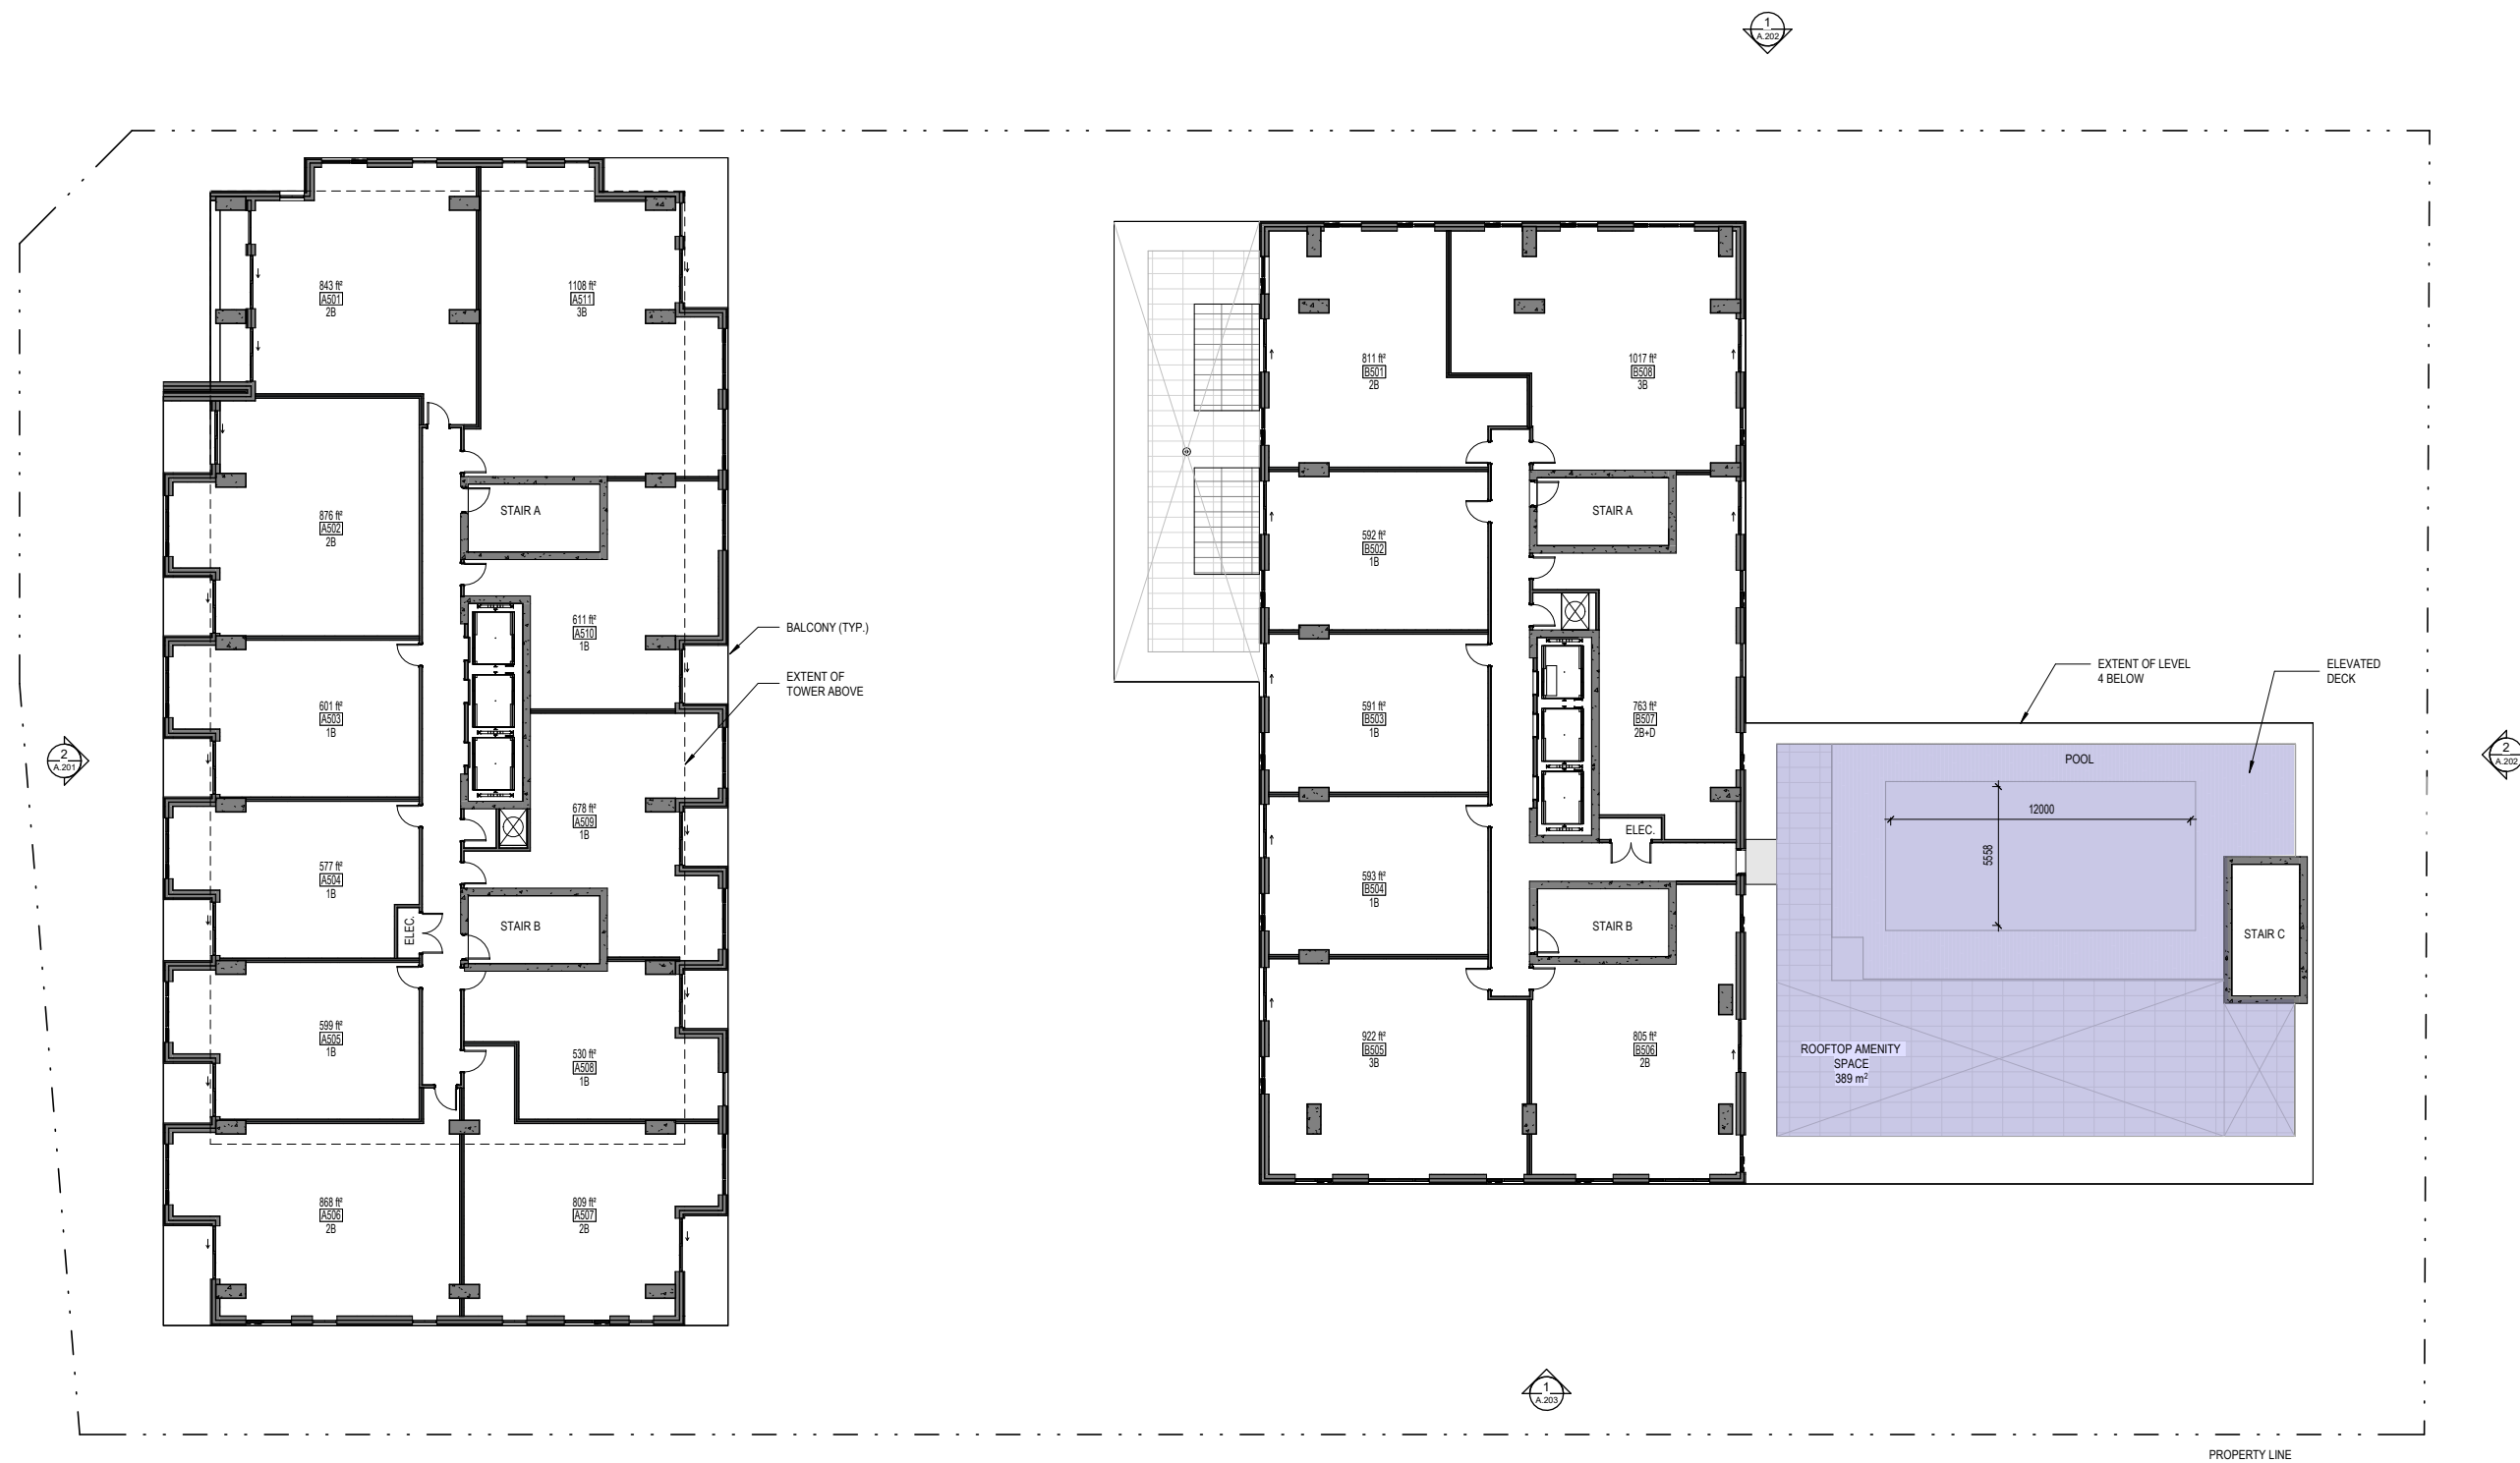 1
A.202
843 ft²
A501
2B
1108 ft²
A511
3B
811 ft²
B501
2B
1017 ft²
B508
3B
876 ft²
A502
2B
STAIR A
STAIR A
592 ft²
B502
1B
611 ft²
A510
1B
BALCONY (TYP.)
EXTENT OF
TOWER ABOVE
EXTENT OF LEVEL
4 BELOW
ELEVATED
DECK
601 ft²
A503
1B
591 ft²
B503
1B
763 ft²
B507
2B+D
2
A.201
2
A.202
POOL
12000
5558
678 ft²
A509
1B
ELEC.
577 ft²
A504
1B
593 ft²
B504
1B
ELEC.
STAIR B
STAIR B
STAIR C
599 ft²
A505
1B
530 ft²
A508
1B
922 ft²
B505
3B
805 ft²
B506
2B
ROOFTOP AMENITY
SPACE
389 m²
868 ft²
A506
2B
809 ft²
A507
2B
1
A.203
PROPERTY LINE